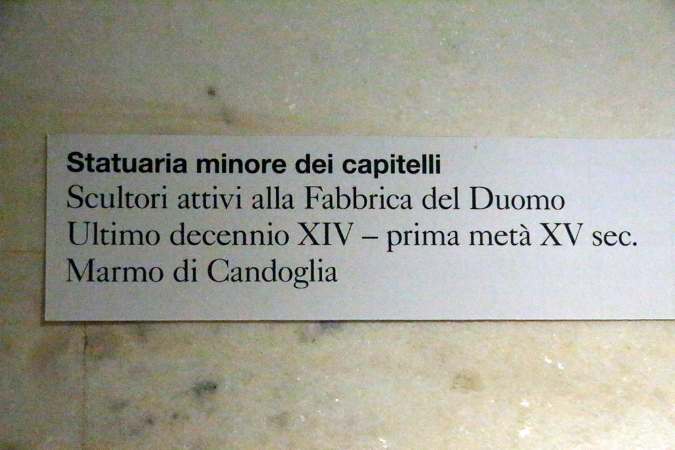 Statuaria minore dei capitelli
Scultori attivi alla Fabbrica del Duomo
Ultimo decennio XIV – prima metà XV sec.
Marmo di Candoglia